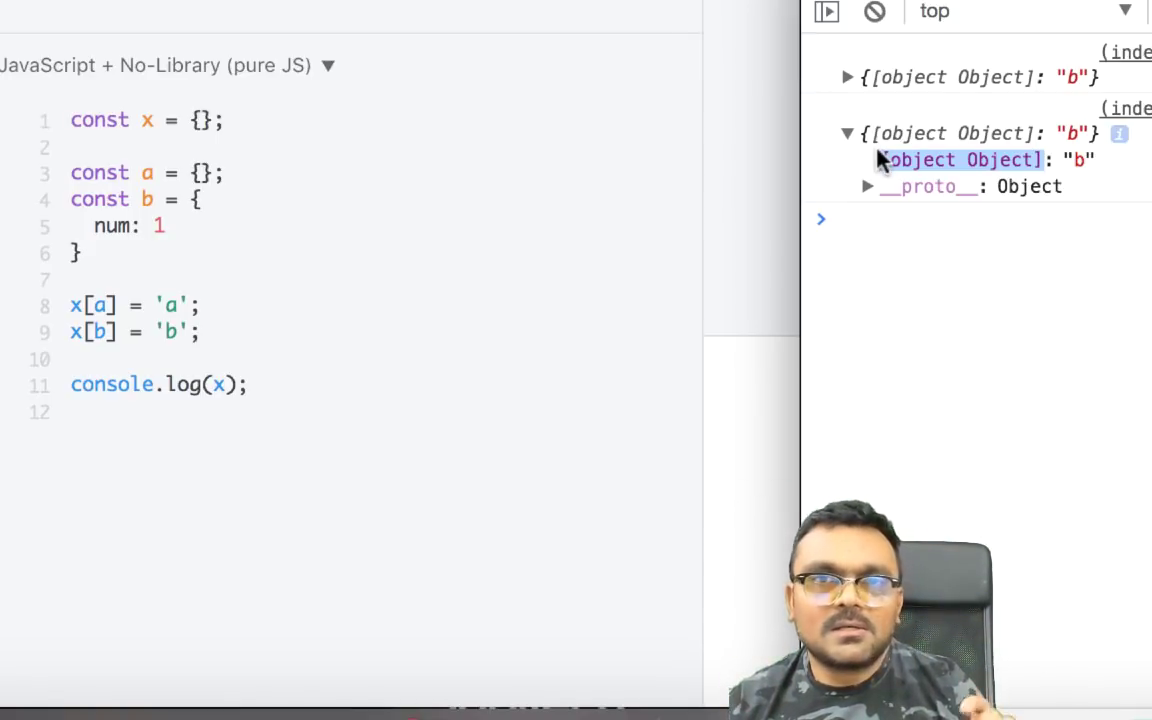 JavaScript + No-Library (pure JS) ▼
1 const x = {};
2
3 const a = {};
4 const b = {
5 num: 1
6 }
7
8 x[a] = 'a';
9 x[b] = 'b';
10
11 console.log(x);
12
top ▼
(inde
▶ {[object Object]: "b"}
(inde
▼ {[object Object]: "b"} i
[object Object]: "b"
▶ __proto__: Object
>